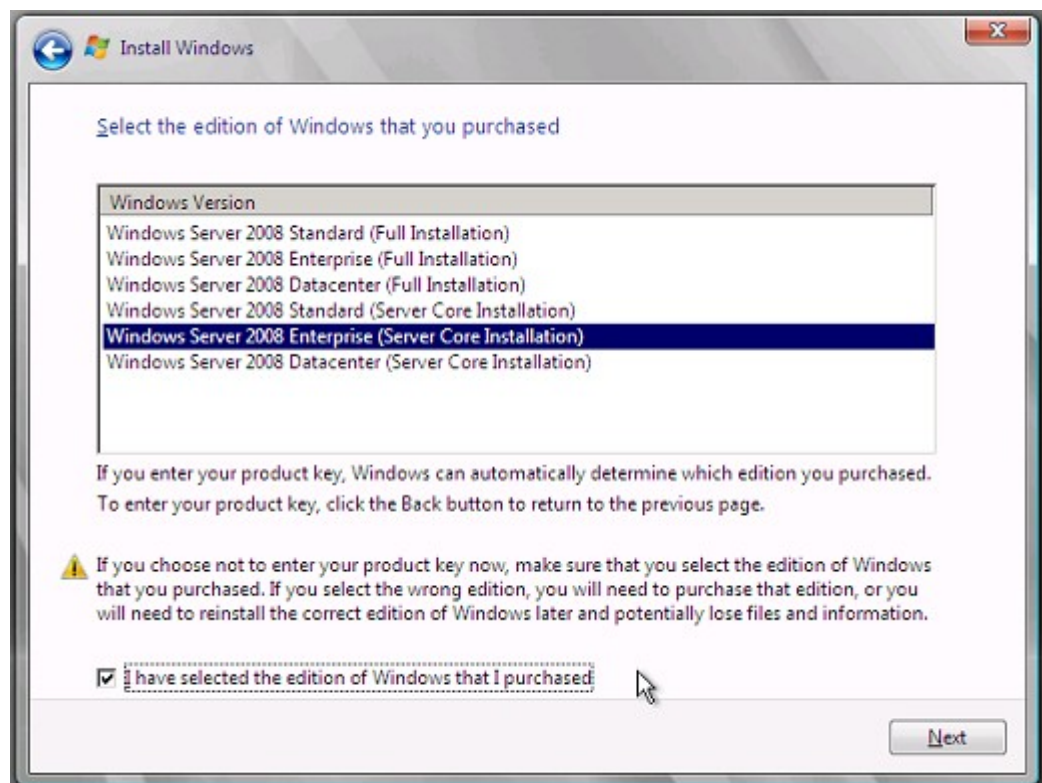 Install Windows
Select the edition of Windows that you purchased
Windows Version
Windows Server 2008 Standard (Full Installation)
Windows Server 2008 Enterprise (Full Installation)
Windows Server 2008 Datacenter (Full Installation)
Windows Server 2008 Standard (Server Core Installation)
Windows Server 2008 Enterprise (Server Core Installation)
Windows Server 2008 Datacenter (Server Core Installation)
If you enter your product key, Windows can automatically determine which edition you purchased.
To enter your product key, click the Back button to return to the previous page.
If you choose not to enter your product key now, make sure that you select the edition of Windows
that you purchased. If you select the wrong edition, you will need to purchase that edition, or you
will need to reinstall the correct edition of Windows later and potentially lose files and information.
I have selected the edition of Windows that I purchased
Next